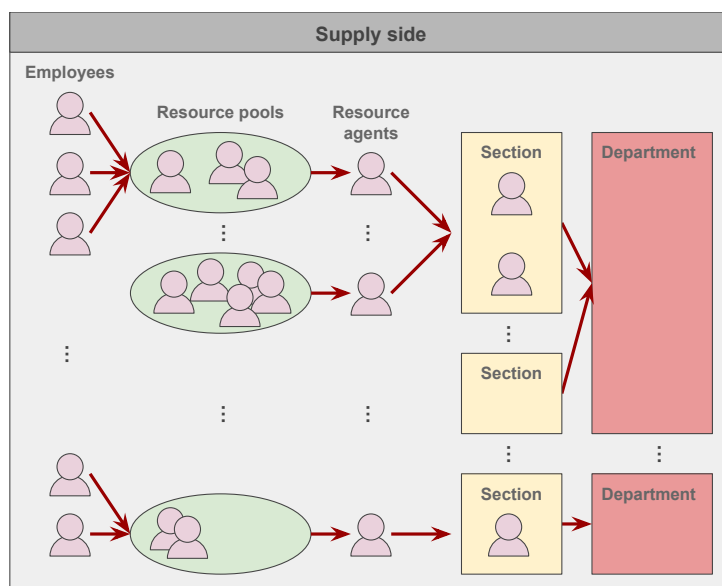 Supply side
Employees
Resource pools
Resource
agents
Section
Department
Section
Section
Department